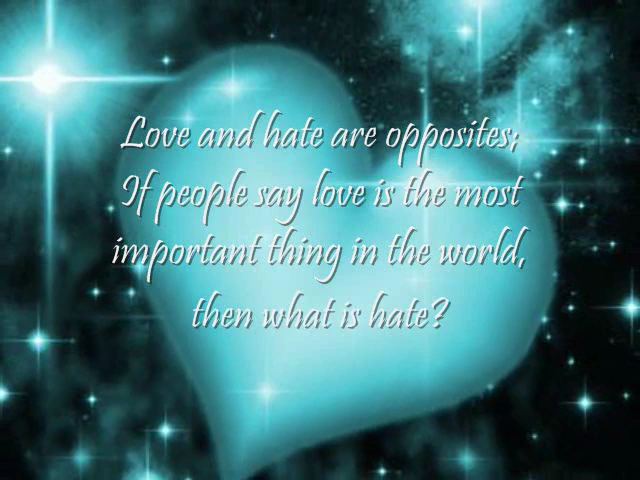 Love and hate are opposites;
If people say love is the most
important thing in the world,
then what is hate?